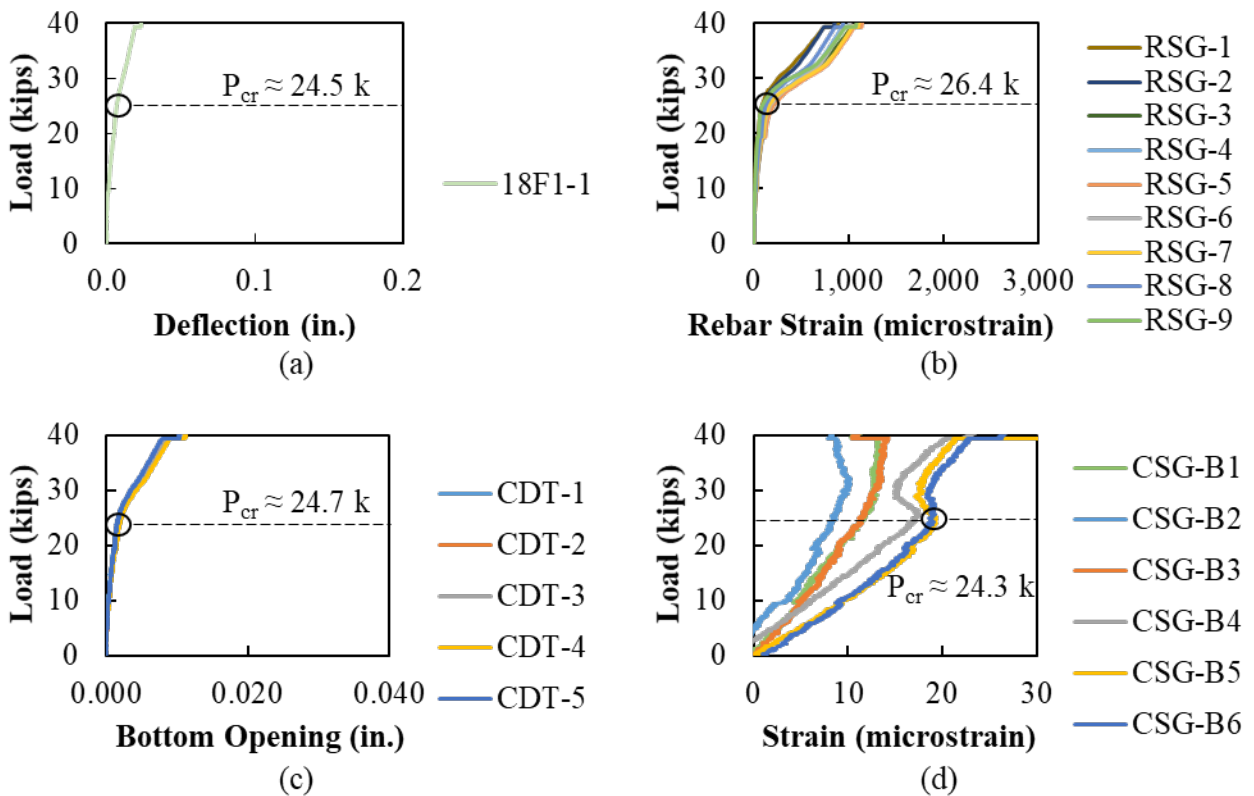 40
30
20
10
0
Load (kips)
P_cr ≈ 24.5 k
18F1-1
0.0
0.1
0.2
Deflection (in.)
(a)
40
30
20
10
0
Load (kips)
P_cr ≈ 26.4 k
0
1,000
2,000
3,000
Rebar Strain (microstrain)
(b)
RSG-1
RSG-2
RSG-3
RSG-4
RSG-5
RSG-6
RSG-7
RSG-8
RSG-9
40
30
20
10
0
Load (kips)
P_cr ≈ 24.7 k
0.000
0.020
0.040
Bottom Opening (in.)
(c)
CDT-1
CDT-2
CDT-3
CDT-4
CDT-5
40
30
20
10
0
Load (kips)
P_cr ≈ 24.3 k
0
10
20
30
Strain (microstrain)
(d)
CSG-B1
CSG-B2
CSG-B3
CSG-B4
CSG-B5
CSG-B6